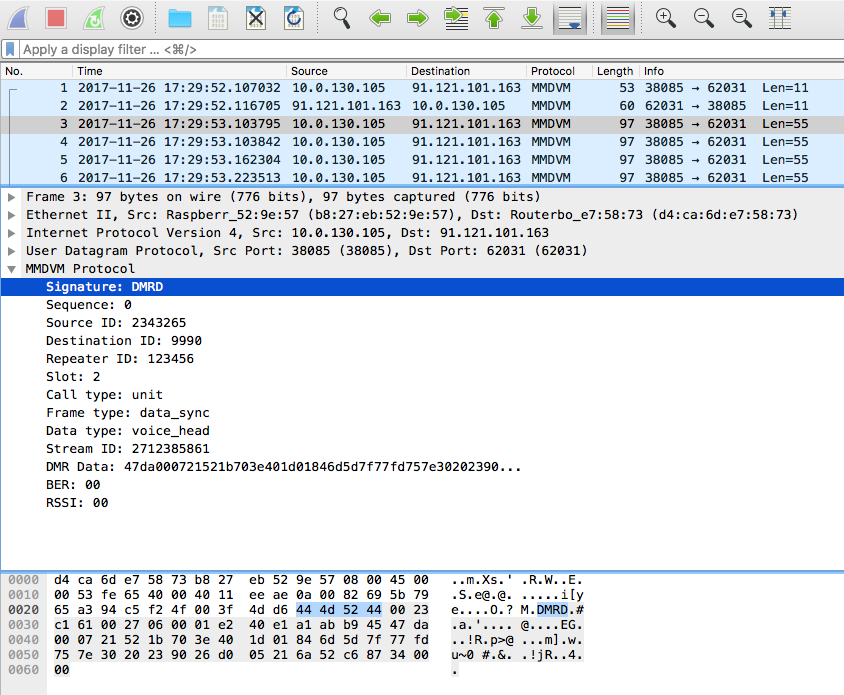 Apply a display filter ... <⌘/>
No. Time Source Destination Protocol Length Info
1 2017-11-26 17:29:52.107032 10.0.130.105 91.121.101.163 MMDVM 53 38085 → 62031 Len=11
2 2017-11-26 17:29:52.116705 91.121.101.163 10.0.130.105 MMDVM 60 62031 → 38085 Len=11
3 2017-11-26 17:29:53.103795 10.0.130.105 91.121.101.163 MMDVM 97 38085 → 62031 Len=55
4 2017-11-26 17:29:53.103842 10.0.130.105 91.121.101.163 MMDVM 97 38085 → 62031 Len=55
5 2017-11-26 17:29:53.162304 10.0.130.105 91.121.101.163 MMDVM 97 38085 → 62031 Len=55
6 2017-11-26 17:29:53.223513 10.0.130.105 91.121.101.163 MMDVM 97 38085 → 62031 Len=55
Frame 3: 97 bytes on wire (776 bits), 97 bytes captured (776 bits)
Ethernet II, Src: Raspberr_52:9e:57 (b8:27:eb:52:9e:57), Dst: Routerbo_e7:58:73 (d4:ca:6d:e7:58:73)
Internet Protocol Version 4, Src: 10.0.130.105, Dst: 91.121.101.163
User Datagram Protocol, Src Port: 38085 (38085), Dst Port: 62031 (62031)
MMDVM Protocol
Signature: DMRD
Sequence: 0
Source ID: 2343265
Destination ID: 9990
Repeater ID: 123456
Slot: 2
Call type: unit
Frame type: data_sync
Data type: voice_head
Stream ID: 2712385861
DMR Data: 47da000721521b703e401d01846d5d7f77fd757e30202390...
BER: 00
RSSI: 00
0000 d4 ca 6d e7 58 73 b8 27 eb 52 9e 57 08 00 45 00 ..m.Xs.' .R.W..E.
0010 00 53 fe 65 40 00 40 11 ee ae 0a 00 82 69 5b 79 .S.e@.@. .....i[y
0020 65 a3 94 c5 f2 4f 00 3f 4d d6 44 4d 52 44 00 23 e....O.? M.DMRD.#
0030 c1 61 00 27 06 00 01 e2 40 e1 a1 ab b9 45 47 da .a.'.... @....EG.
0040 00 07 21 52 1b 70 3e 40 1d 01 84 6d 5d 7f 77 fd ..!R.p>@ ...m].w.
0050 75 7e 30 20 23 90 26 d0 05 21 6a 52 c6 87 34 00 u~0 #.&. .!jR..4.
0060 00 .